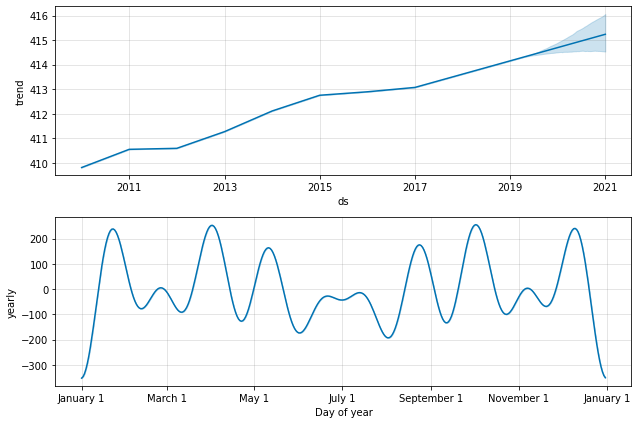 416
415
414
413
412
411
410
trend
2011 2013 2015 2017 2019 2021
ds
200
100
0
−100
−200
−300
yearly
January 1 March 1 May 1 July 1 September 1 November 1 January 1
Day of year